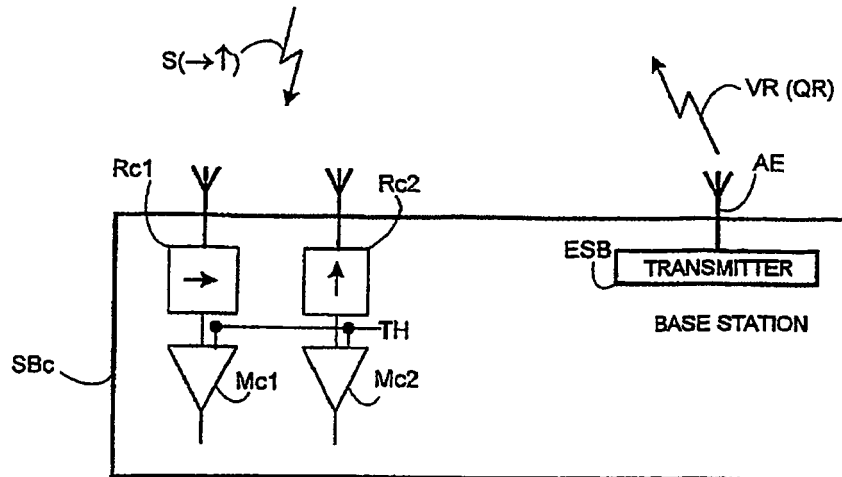 S(→↑)
VR (QR)
Rc1
Rc2
AE
ESB
TRANSMITTER
BASE STATION
TH
SBc
Mc1
Mc2